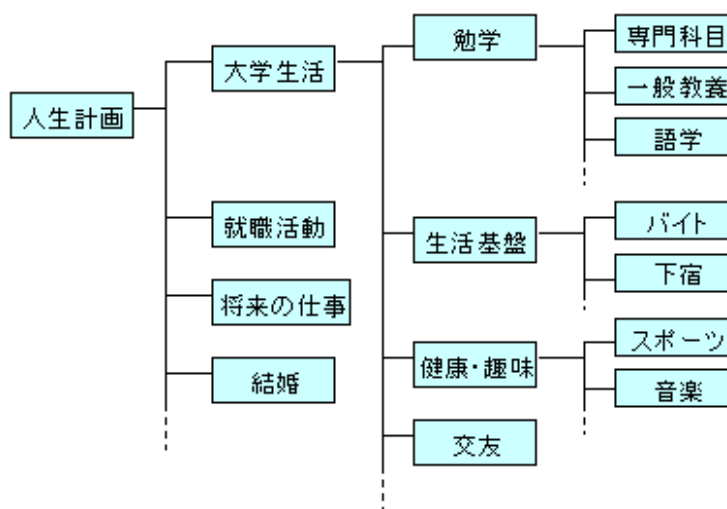 人生計画
大学生活
就職活動
将来の仕事
結婚
勉学
生活基盤
健康・趣味
交友
専門科目
一般教養
語学
バイト
下宿
スポーツ
音楽